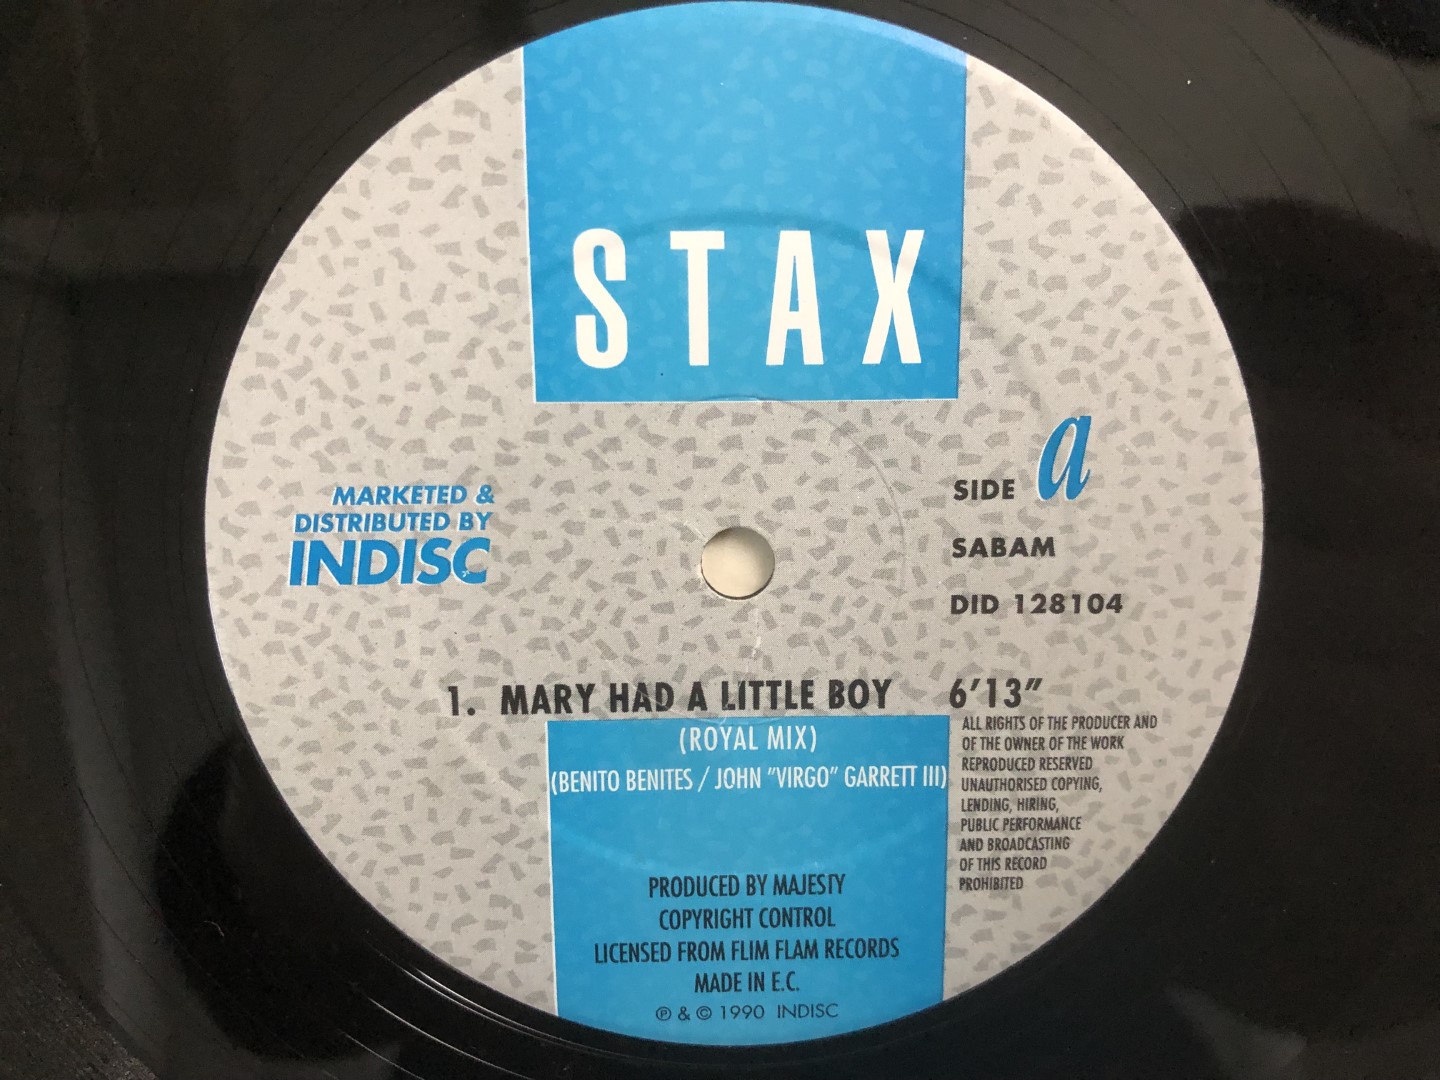 STAX
MARKETED &
DISTRIBUTED BY
INDISC
SIDE a
SABAM
DID 128104
1. MARY HAD A LITTLE BOY 6'13"
(ROYAL MIX)
(BENITO BENITES / JOHN "VIRGO" GARRETT III)
ALL RIGHTS OF THE PRODUCER AND
OF THE OWNER OF THE WORK
REPRODUCED RESERVED
UNAUTHORISED COPYING,
LENDING, HIRING,
PUBLIC PERFORMANCE
AND BROADCASTING
OF THIS RECORD
PROHIBITED
PRODUCED BY MAJESTY
COPYRIGHT CONTROL
LICENSED FROM FLIM FLAM RECORDS
MADE IN E.C.
℗ & © 1990 INDISC